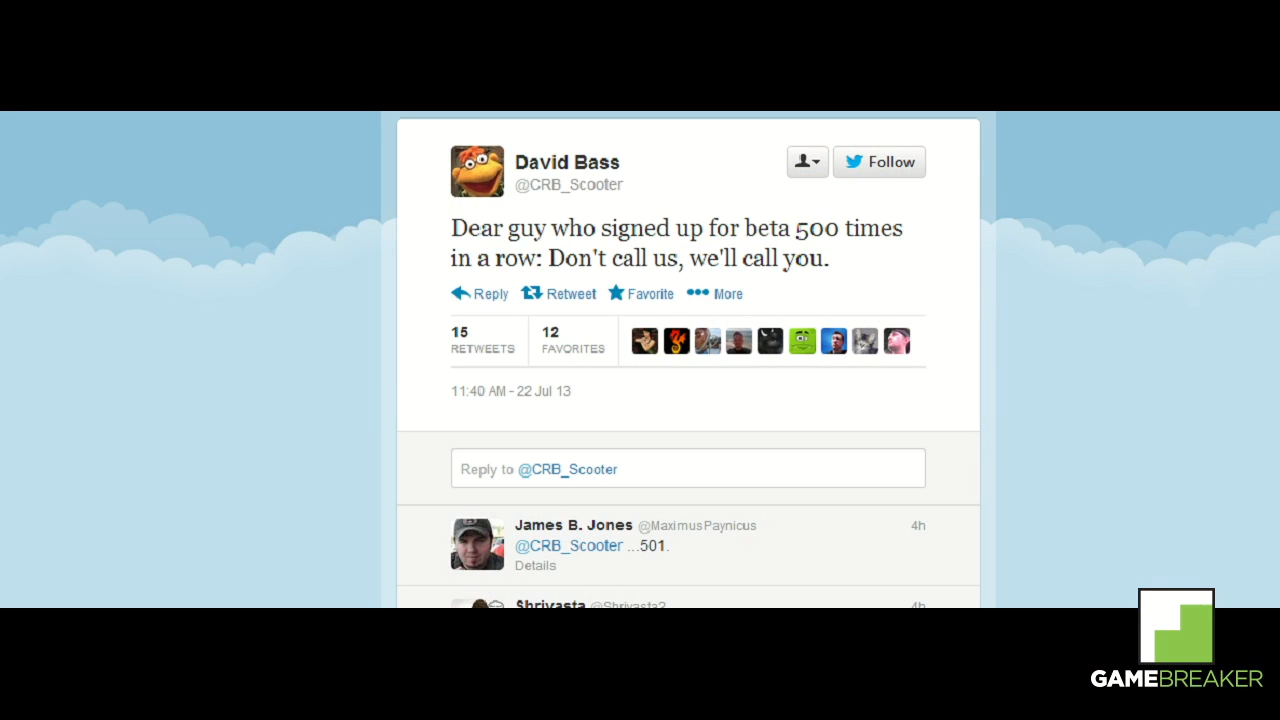 David Bass
@CRB_Scooter
Follow
Dear guy who signed up for beta 500 times
in a row: Don't call us, we'll call you.
Reply Retweet Favorite More
15 RETWEETS
12 FAVORITES
11:40 AM - 22 Jul 13
Reply to @CRB_Scooter
James B. Jones @MaximusPaynicus 4h
@CRB_Scooter ...501.
Details
Shrivasta @Shrivasta2 4h
GAMEBREAKER